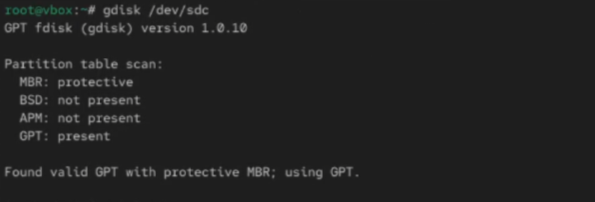 root@vbox:~# gdisk /dev/sdc
GPT fdisk (gdisk) version 1.0.10

Partition table scan:
  MBR: protective
  BSD: not present
  APM: not present
  GPT: present

Found valid GPT with protective MBR; using GPT.